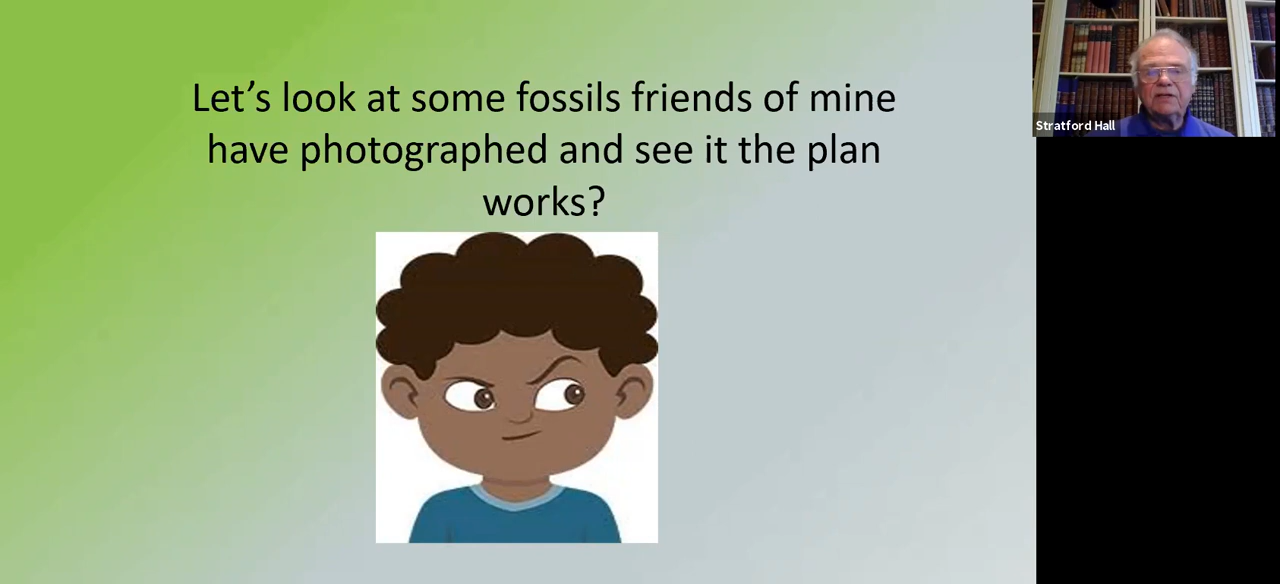 Let’s look at some fossils friends of mine
have photographed and see it the plan
works?
Stratford Hall